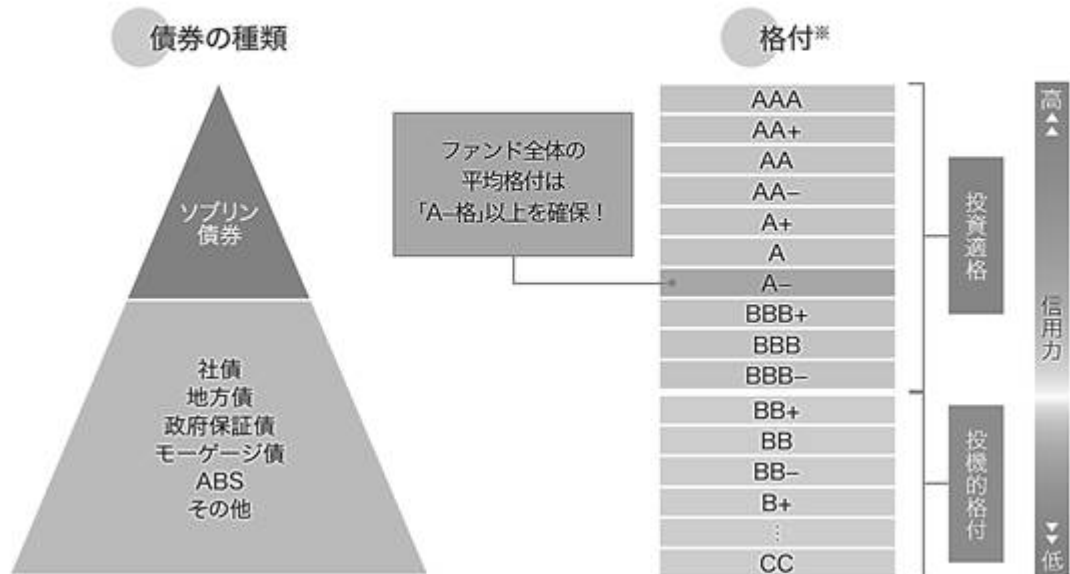 債券の種類
ソブリン
債券
社債
地方債
政府保証債
モーゲージ債
ABS
その他
格付※
ファンド全体の
平均格付は
「A−格」以上を確保！
AAA
AA+
AA
AA−
A+
A
A−
BBB+
BBB
BBB−
BB+
BB
BB−
B+
⋮
CC
投資適格
投機的格付
高
信用力
低